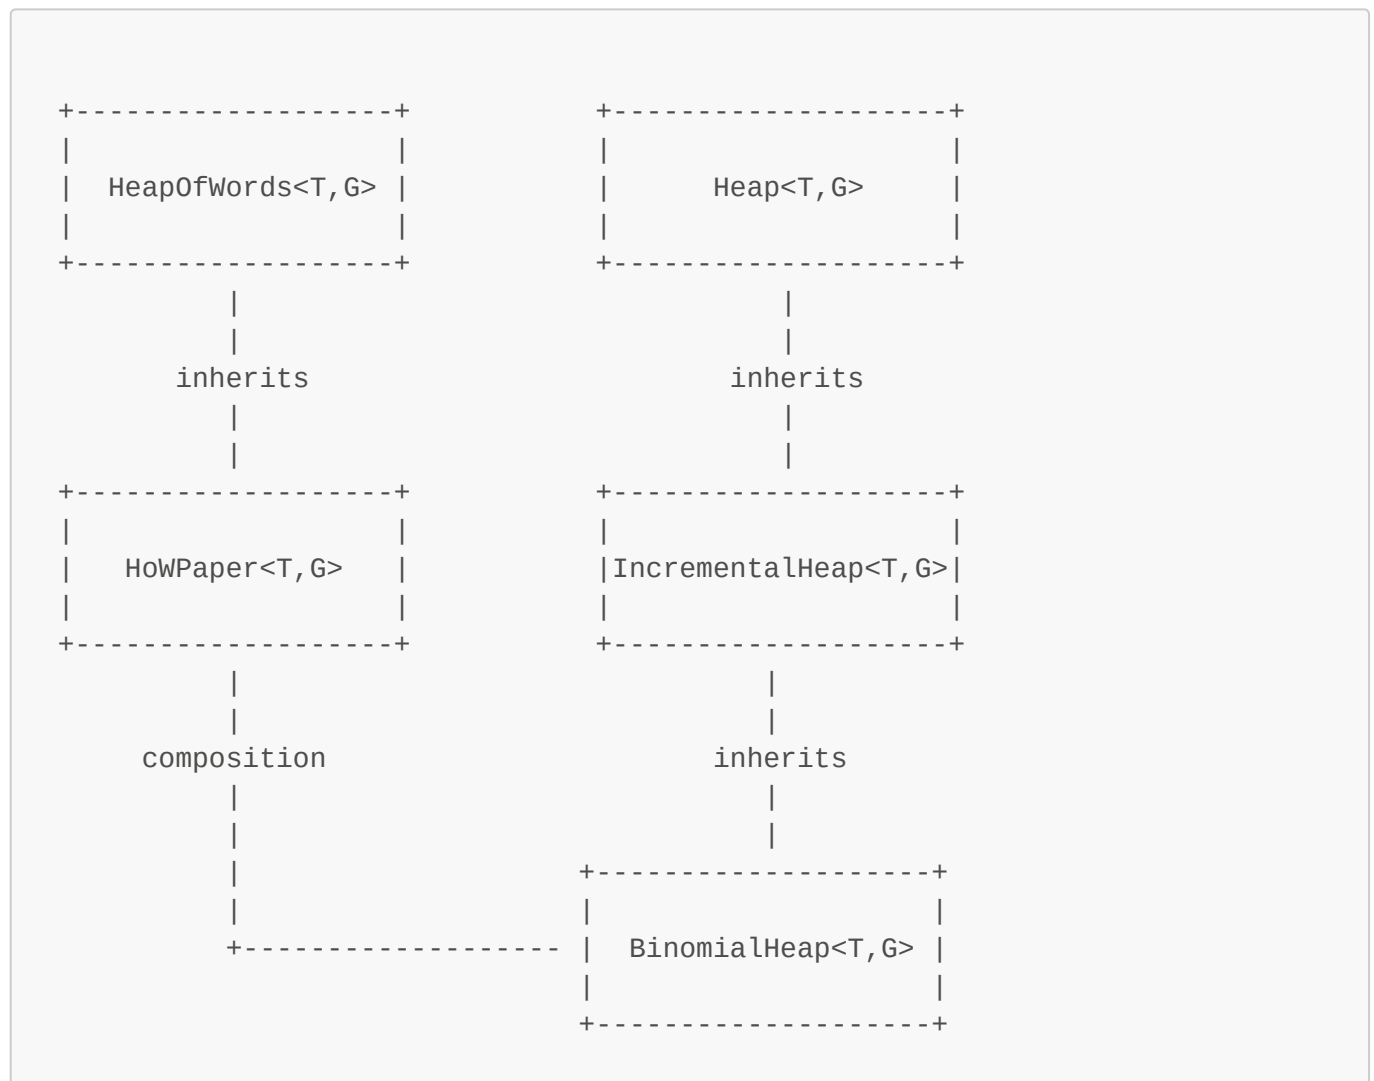 HeapOfWords<T,G> Heap<T,G>
inherits inherits
HoWPaper<T,G> IncrementalHeap<T,G>
composition inherits
BinomialHeap<T,G>